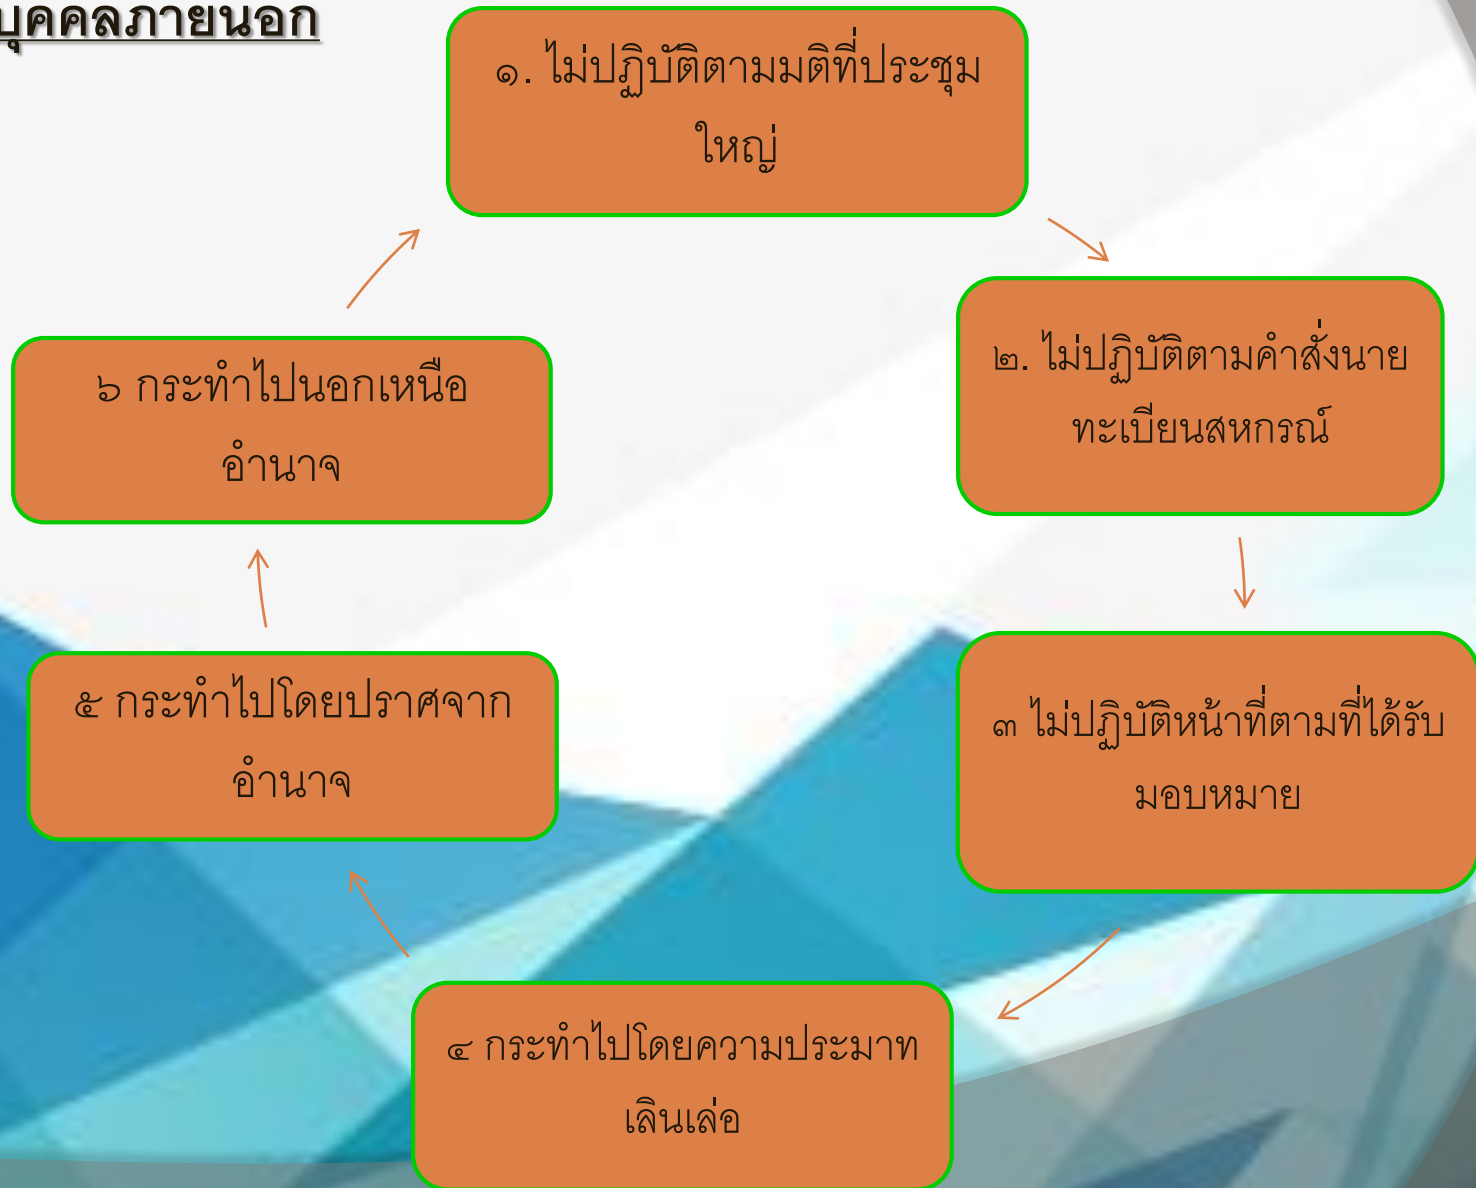 บุคคลภายนอก
๑. ไม่ปฏิบัติตามมติที่ประชุม
ใหญ่
๒. ไม่ปฏิบัติตามคำสั่งนาย
ทะเบียนสหกรณ์
๓ ไม่ปฏิบัติหน้าที่ตามที่ได้รับ
มอบหมาย
๔ กระทำไปโดยความประมาท
เลินเล่อ
๕ กระทำไปโดยปราศจาก
อำนาจ
๖ กระทำไปนอกเหนือ
อำนาจ